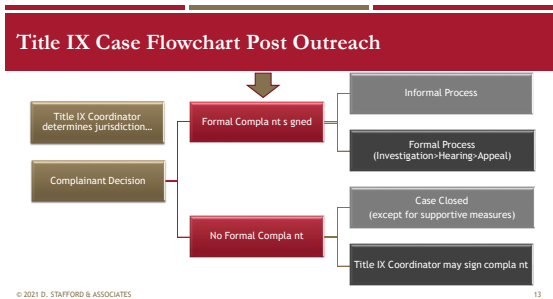 Title IX Case Flowchart Post Outreach
Title IX Coordinator
determines jurisdiction…
Complainant Decision
Formal Compla nt s gned
No Formal Compla nt
Informal Process
Formal Process
(Investigation>Hearing>Appeal)
Case Closed
(except for supportive measures)
Title IX Coordinator may sign compla nt
© 2021 D. STAFFORD & ASSOCIATES
13